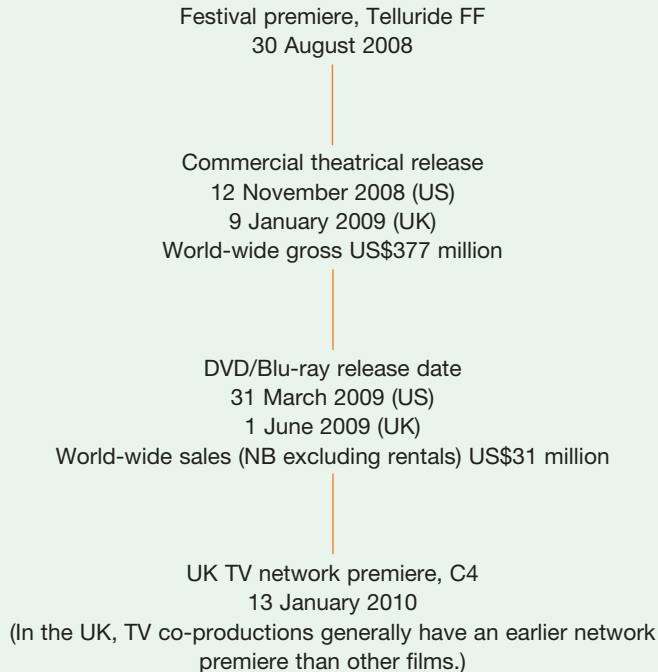 Festival premiere, Telluride FF
30 August 2008
Commercial theatrical release
12 November 2008 (US)
9 January 2009 (UK)
World-wide gross US$377 million
DVD/Blu-ray release date
31 March 2009 (US)
1 June 2009 (UK)
World-wide sales (NB excluding rentals) US$31 million
UK TV network premiere, C4
13 January 2010
(In the UK, TV co-productions generally have an earlier network
premiere than other films.)